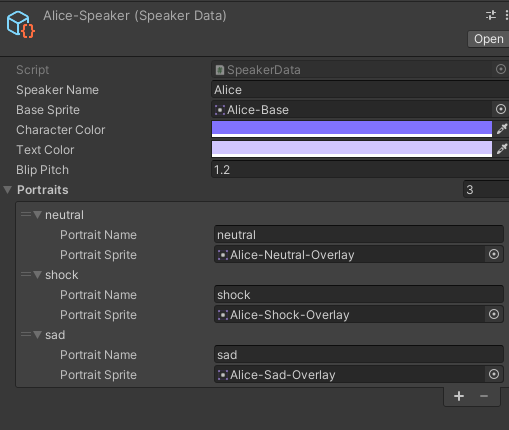 Alice-Speaker (Speaker Data)
Open
Script SpeakerData
Speaker Name Alice
Base Sprite Alice-Base
Character Color
Text Color
Blip Pitch 1.2
Portraits 3
neutral
Portrait Name neutral
Portrait Sprite Alice-Neutral-Overlay
shock
Portrait Name shock
Portrait Sprite Alice-Shock-Overlay
sad
Portrait Name sad
Portrait Sprite Alice-Sad-Overlay